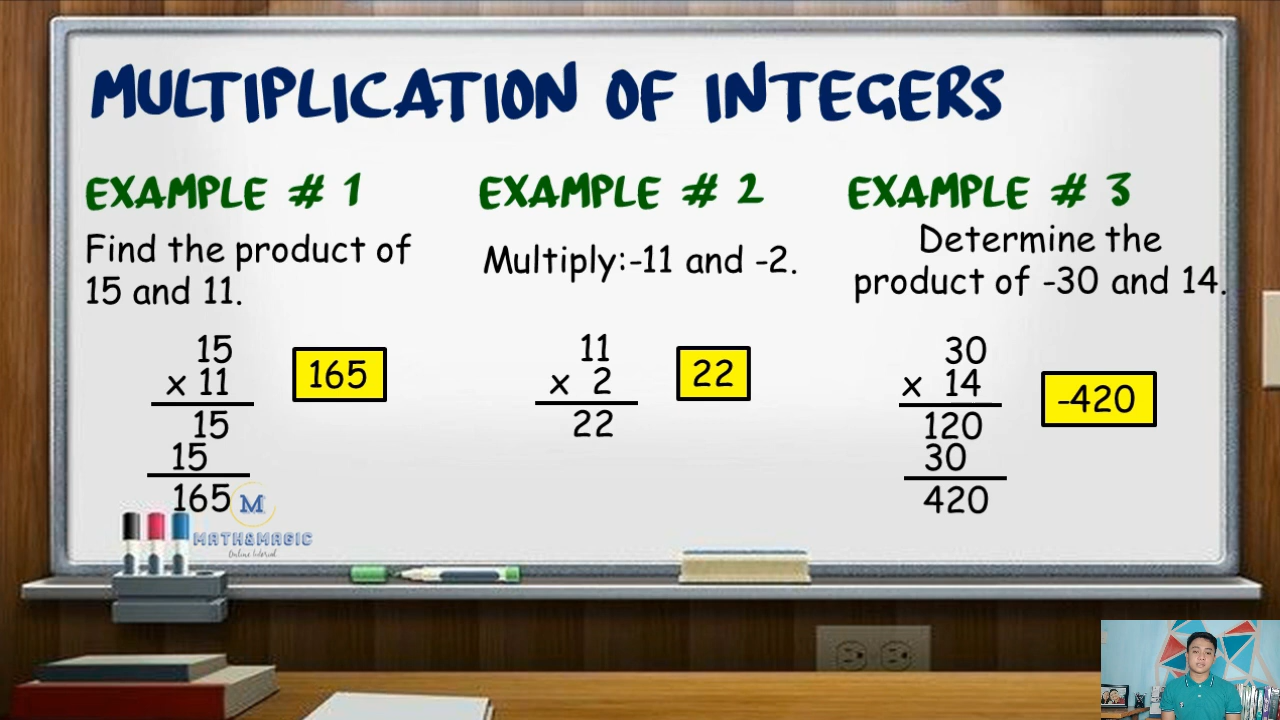 MULTIPLICATION OF INTEGERS
EXAMPLE # 1
Find the product of
15 and 11.
15
x 11
15
15
165
165
EXAMPLE # 2
Multiply:-11 and -2.
11
x 2
22
22
EXAMPLE # 3
Determine the
product of -30 and 14.
30
x 14
120
30
420
-420
M
MATH&MAGIC
Online Tutorial